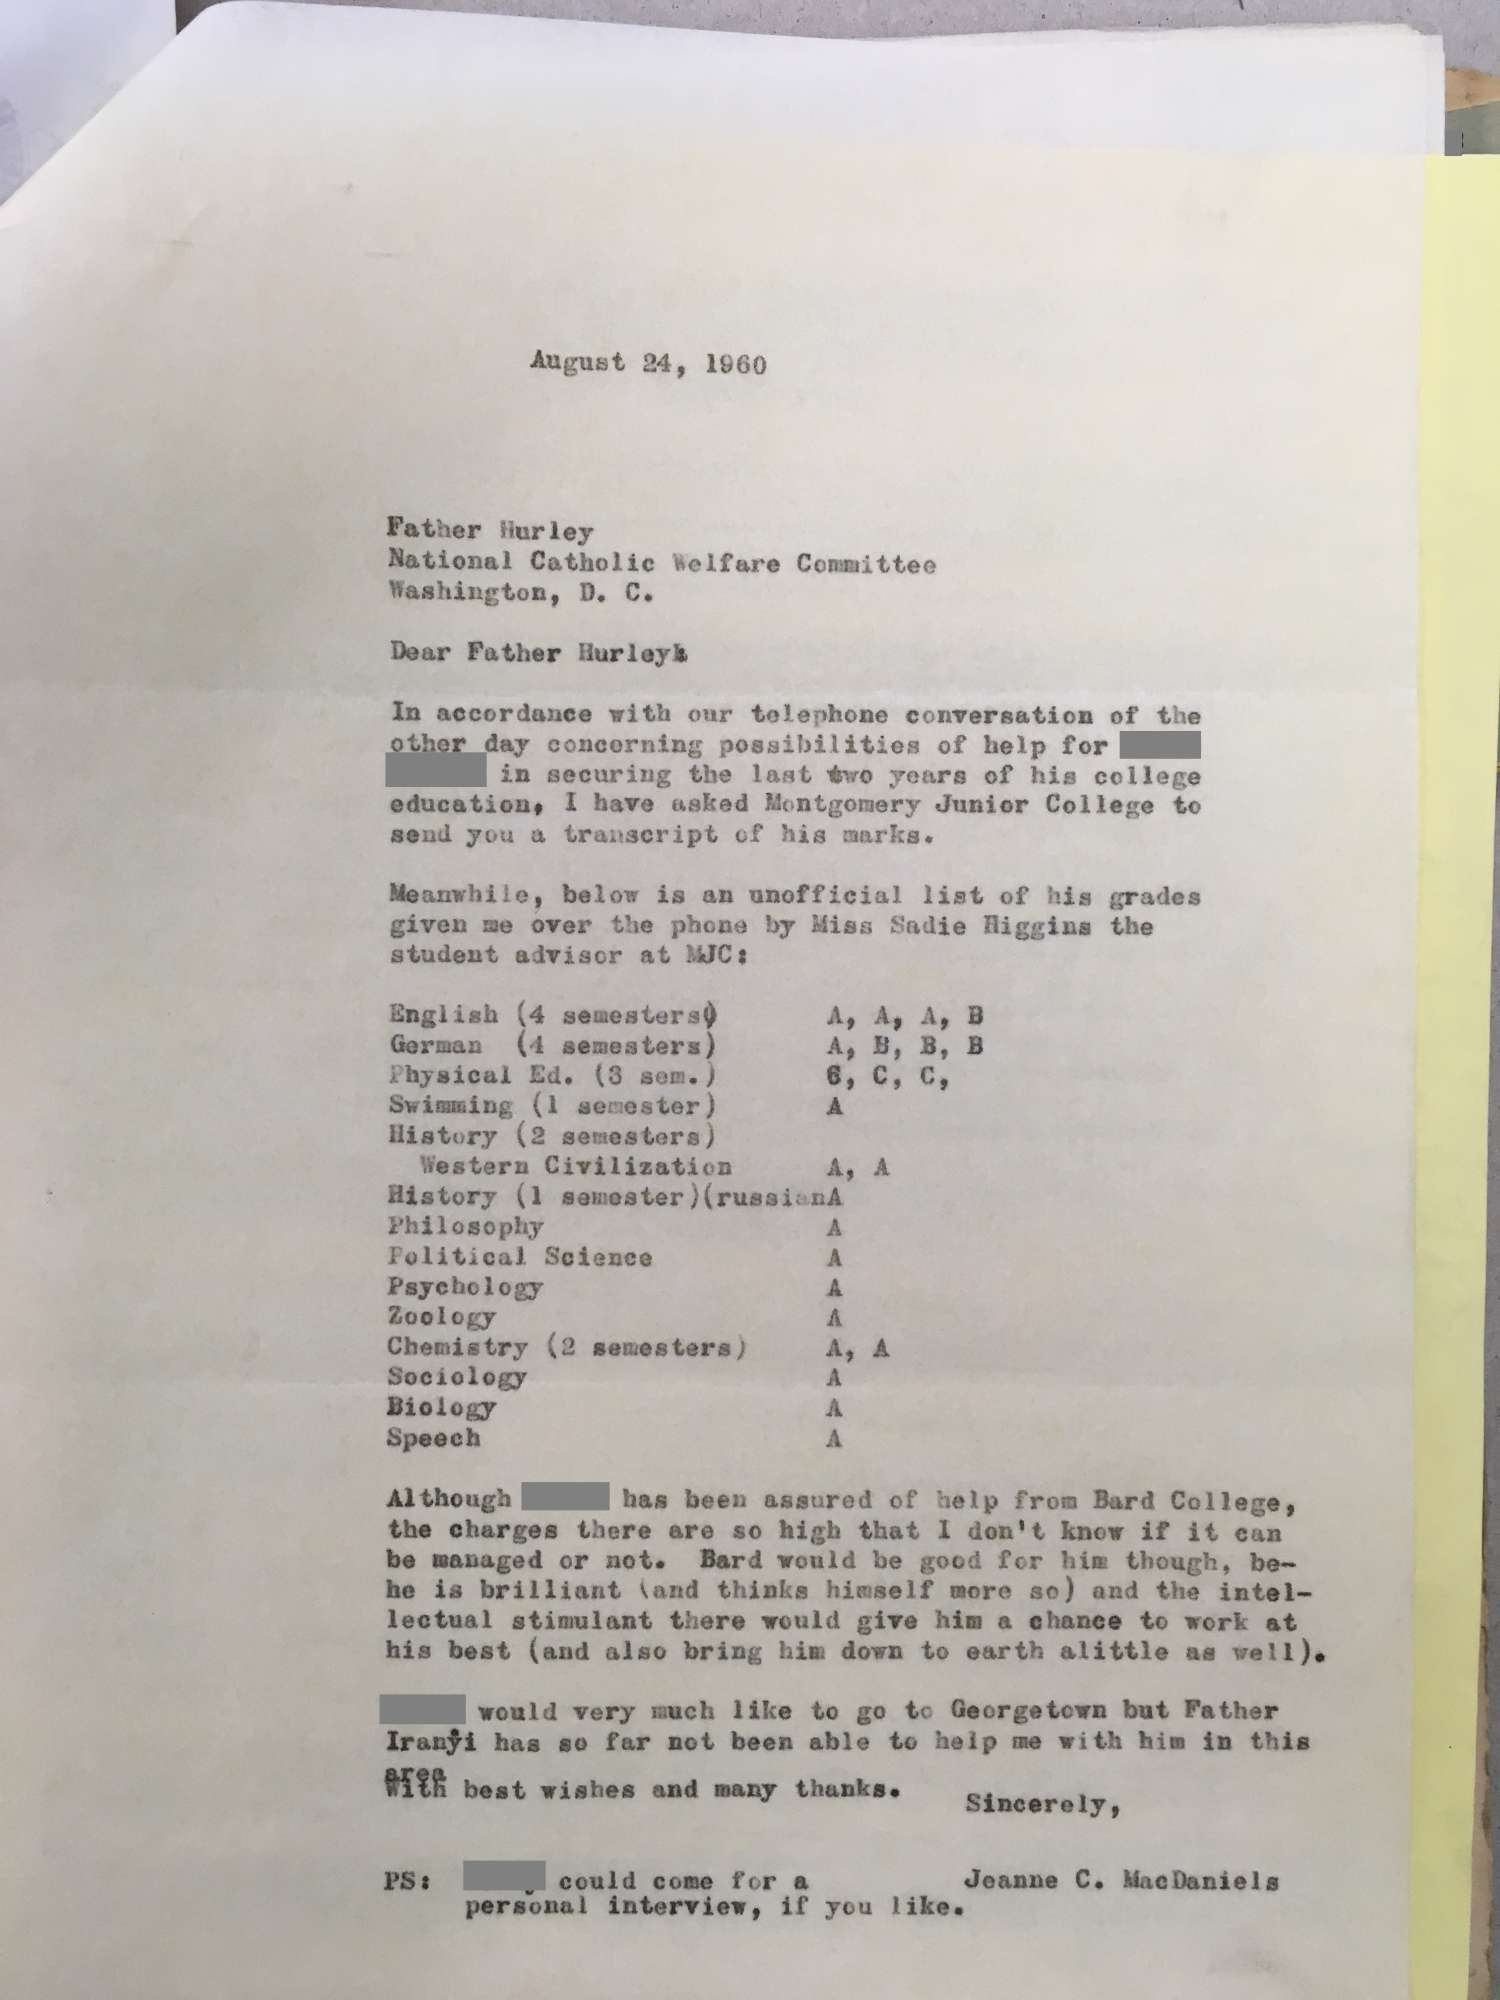 August 24, 1960
Father Hurley
National Catholic Welfare Committee
Washington, D. C.
Dear Father Hurley
In accordance with our telephone conversation of the
other day concerning possibilities of help for
in securing the last two years of his college
education, I have asked Montgomery Junior College to
send you a transcript of his marks.
Meanwhile, below is an unofficial list of his grades
given me over the phone by Miss Sadie Higgins the
student advisor at MJC:
English (4 semesters) A, A, A, B
German (4 semesters) A, B, B, B
Physical Ed. (3 sem.) C, C, C,
Swimming (1 semester) A
History (2 semesters)
Western Civilization A, A
History (1 semester)(russian A
Philosophy A
Political Science A
Psychology A
Zoology A
Chemistry (2 semesters) A, A
Sociology A
Biology A
Speech A
Although has been assured of help from Bard College,
the charges there are so high that I don't know if it can
be managed or not. Bard would be good for him though, be-
he is brilliant (and thinks himself more so) and the intel-
lectual stimulant there would give him a chance to work at
his best (and also bring him down to earth alittle as well).
would very much like to go to Georgetown but Father
Iranyi has so far not been able to help me with him in this
area
With best wishes and many thanks.
Sincerely,
PS: could come for a
personal interview, if you like.
Jeanne C. MacDaniels